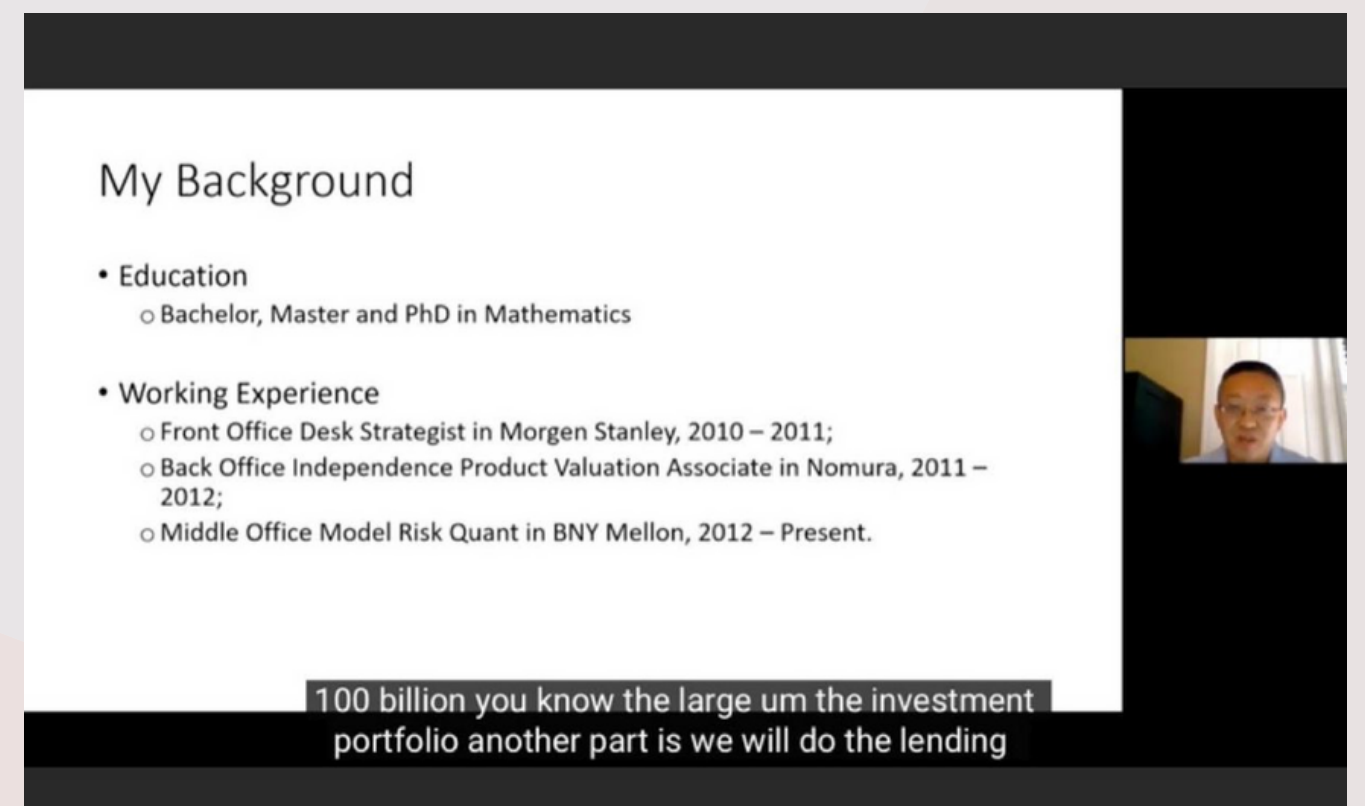 My Background
• Education
o Bachelor, Master and PhD in Mathematics
• Working Experience
o Front Office Desk Strategist in Morgen Stanley, 2010 – 2011;
o Back Office Independence Product Valuation Associate in Nomura, 2011 –
2012;
o Middle Office Model Risk Quant in BNY Mellon, 2012 – Present.
100 billion you know the large um the investment
portfolio another part is we will do the lending